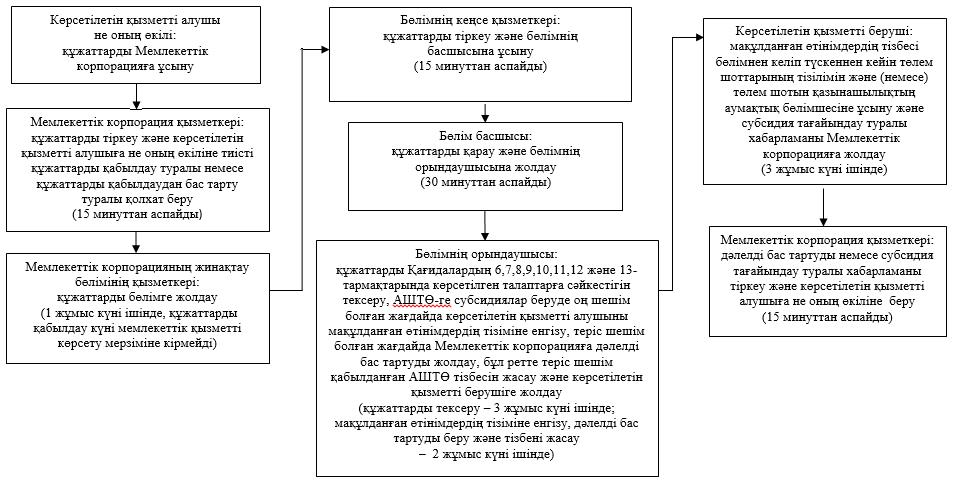 Көрсетілетін қызметті алушы
не оның өкілі:
құжаттарды Мемлекеттік
корпорацияға ұсыну
Мемлекеттік корпорация қызметкері:
құжаттарды тіркеу және көрсетілетін
қызметті алушыға не оның өкіліне тиісті
құжаттарды қабылдау туралы немесе
құжаттарды қабылдаудан бас тарту
туралы қолхат беру
(15 минуттан аспайды)
Мемлекеттік корпорацияның жинақтау
бөлімінің қызметкері:
құжаттарды бөлімге жолдау
(1 жұмыс күні ішінде, құжаттарды
қабылдау күні мемлекеттік қызметті
көрсету мерзіміне кірмейді)
Бөлімнің кеңсе қызметкері:
құжаттарды тіркеу және бөлімнің
басшысына ұсыну
(15 минуттан аспайды)
Бөлім басшысы:
құжаттарды қарау және бөлімнің
орындаушысына жолдау
(30 минуттан аспайды)
Бөлімнің орындаушысы:
құжаттарды Қағидалардың 6,7,8,9,10,11,12 және 13-
тармақтарында көрсетілген талаптарға сәйкестігін
тексеру, АШТӨ-ге субсидиялар беруде оң шешім
болған жағдайда көрсетілетін қызметті алушыны
мақұлданған өтінімдердің тізіміне енгізу, теріс шешім
болған жағдайда Мемлекеттік корпорацияға дәлелді
бас тартуды жолдау, бұл ретте теріс шешім
қабылданған АШТӨ тізбесін жасау және көрсетілетін
қызметті берушіге жолдау
(құжаттарды тексеру – 3 жұмыс күні ішінде;
мақұлданған өтінімдердің тізіміне енгізу, дәлелді бас
тартуды беру және тізбені жасау
– 2 жұмыс күні ішінде)
Көрсетілетін қызметті беруші:
мақұлданған өтінімдердің тізбесі
бөлімнен келіп түскеннен кейін төлем
шоттарының тізілімін және (немесе)
төлем шотын қазынашылықтың
аумақтық бөлімшесіне ұсыну және
субсидия тағайындау туралы
хабарламаны Мемлекеттік
корпорацияға жолдау
(3 жұмыс күні ішінде)
Мемлекеттік корпорация қызметкері:
дәлелді бас тартуды немесе субсидия
тағайындау туралы хабарламаны
тіркеу және көрсетілетін қызметті
алушыға не оның өкіліне беру
(15 минуттан аспайды)